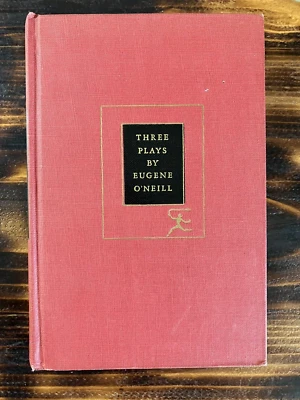 THREE
PLAYS
BY
EUGENE
O'NEILL